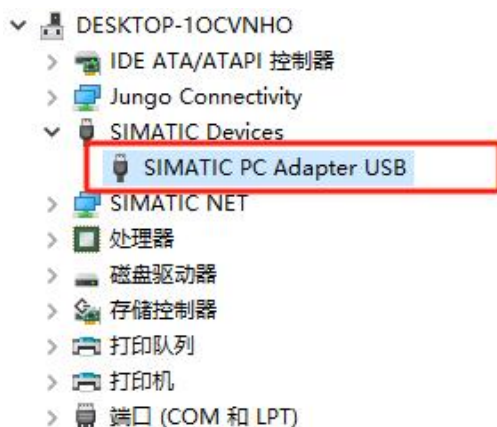 DESKTOP-1OCVNHO
IDE ATA/ATAPI 控制器
Jungo Connectivity
SIMATIC Devices
SIMATIC PC Adapter USB
SIMATIC NET
处理器
磁盘驱动器
存储控制器
打印队列
打印机
端口 (COM 和 LPT)